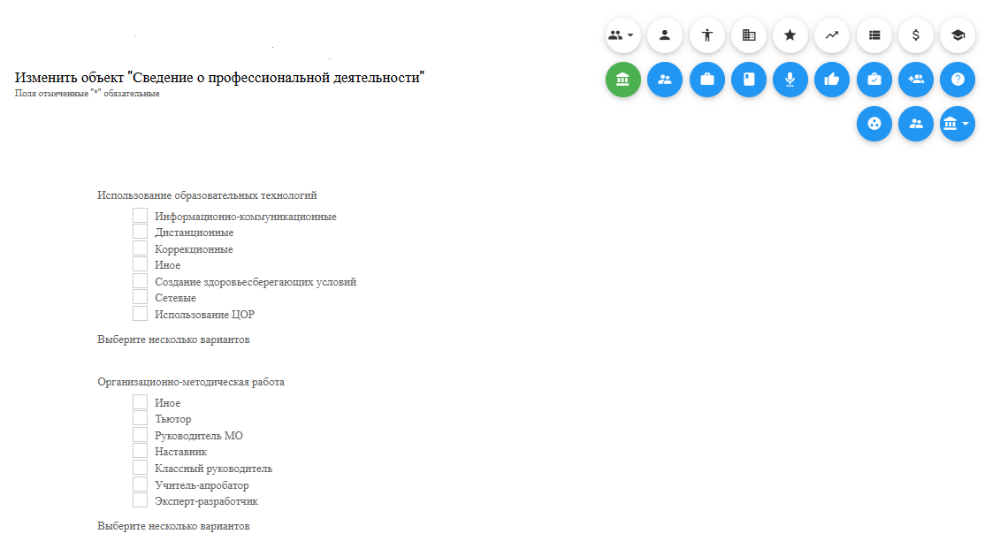 Изменить объект "Сведение о профессиональной деятельности"
Поля отмеченные "*" обязательные
Использование образовательных технологий
Информационно-коммуникационные
Дистанционные
Коррекционные
Иное
Создание здоровьесберегающих условий
Сетевые
Использование ЦОР
Выберите несколько вариантов
Организационно-методическая работа
Иное
Тьютор
Руководитель МО
Наставник
Классный руководитель
Учитель-апробатор
Эксперт-разработчик
Выберите несколько вариантов